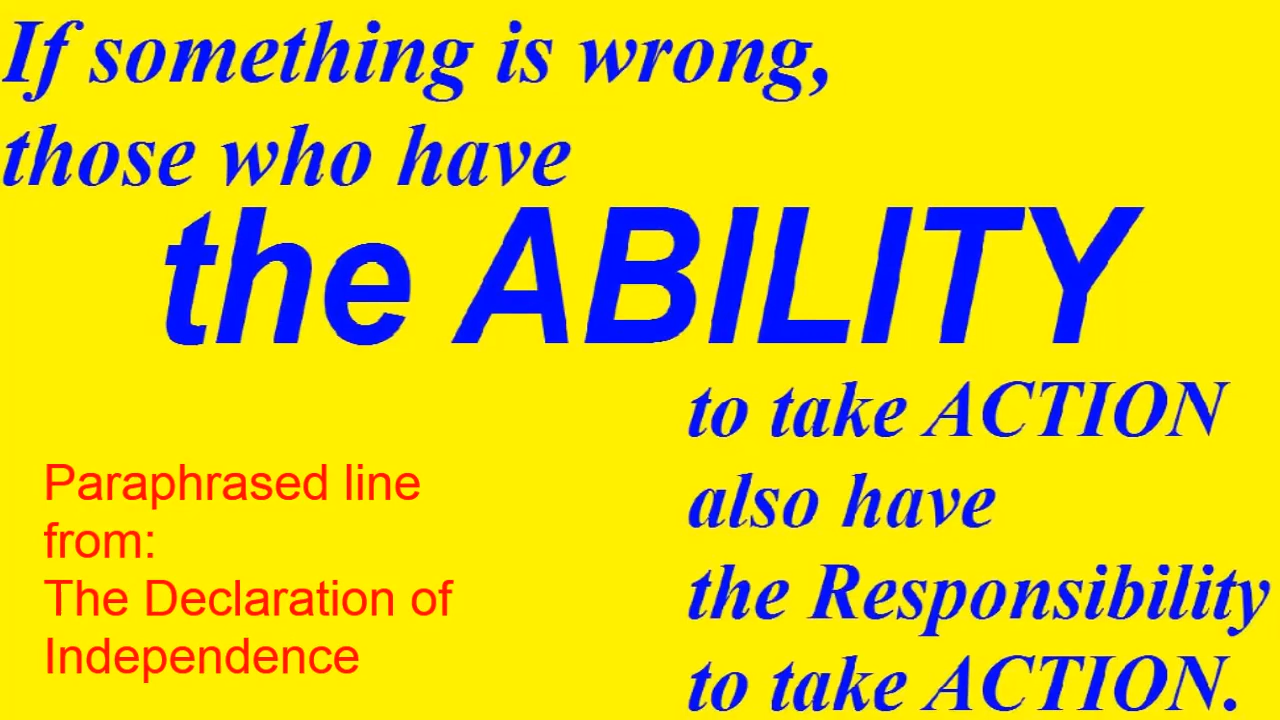 If something is wrong,
those who have
the ABILITY
to take ACTION
also have
the Responsibility
to take ACTION.
Paraphrased line
from:
The Declaration of
Independence